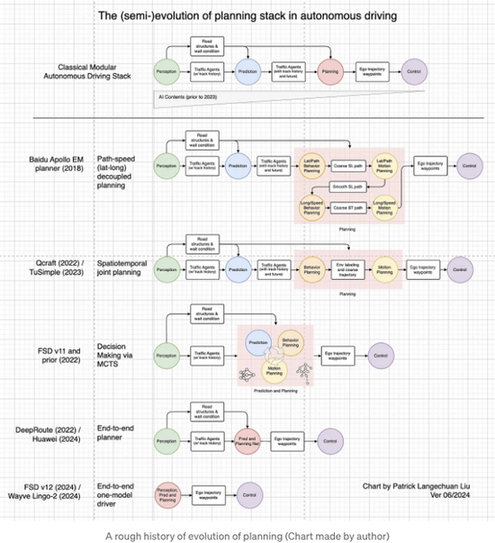 The (semi-)evolution of planning stack in autonomous driving
Road
structures &
wait condition
Classical Modular
Autonomous Driving Stack
Perception
Traffic Agents
(w/ track history)
Prediction
Traffic Agents
(with track history
and future)
Planning
Ego trajectory
waypoints
Control
AI Contents (prior to 2023)
Road
structures &
wait condition
Baidu Apollo EM
planner (2018)
Path-speed
(lat-long)
decoupled
planning
Perception
Traffic Agents
(w/ track history)
Prediction
Traffic Agents
(with track history
and future)
Lat/Path
Behavior
Planning
Coarse SL path
Lat/Path
Motion
Planning
Smooth SL path
Long/Speed
Behavior
Planning
Coarse ST path
Long/Speed
Motion
Planning
Ego trajectory
waypoints
Control
Planning
Road
structures &
wait condition
Qcraft (2022) /
TuSimple (2023)
Spatiotemporal
joint planning
Perception
Traffic Agents
(w/ track history)
Prediction
Traffic Agents
(with track history
and future)
Behavior
Planning
Env labeling
and coarse
trajectory
Motion
Planning
Ego trajectory
waypoints
Control
Planning
Road
structures &
wait condition
FSD v11 and
prior (2022)
Decision
Making via
MCTS
Perception
Traffic Agents
(w/ track history)
Prediction
Behavior
Planning
Motion
Planning
Ego trajectory
waypoints
Control
Prediction and Planning
Road
structures &
wait condition
DeepRoute (2022) /
Huawei (2024)
End-to-end
planner
Perception
Traffic Agents
(w/ track history)
Pred and
Planning Net
Ego trajectory
waypoints
Control
FSD v12 (2024) /
Wayve Lingo-2 (2024)
End-to-end
one-model
driver
Perception,
Pred and
Planning
Ego trajectory
waypoints
Control
Chart by Patrick Langechuan Liu
Ver 06/2024
A rough history of evolution of planning (Chart made by author)